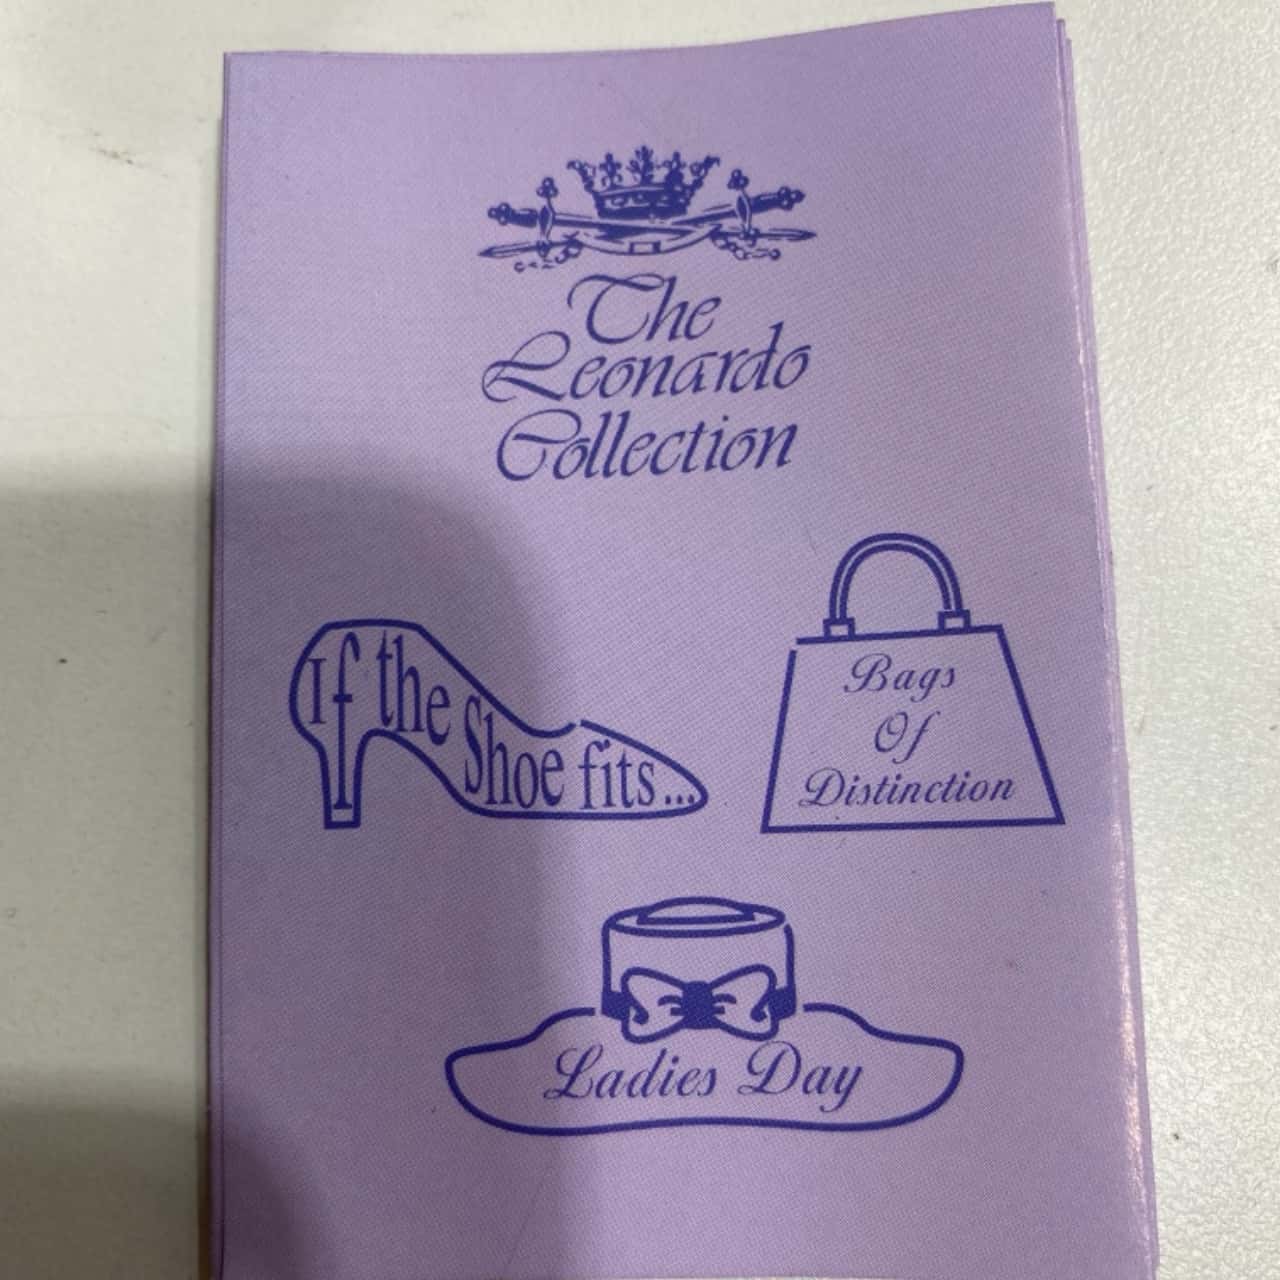 The
Leonardo
Collection
If the Shoe fits...
Bags
Of
Distinction
Ladies Day